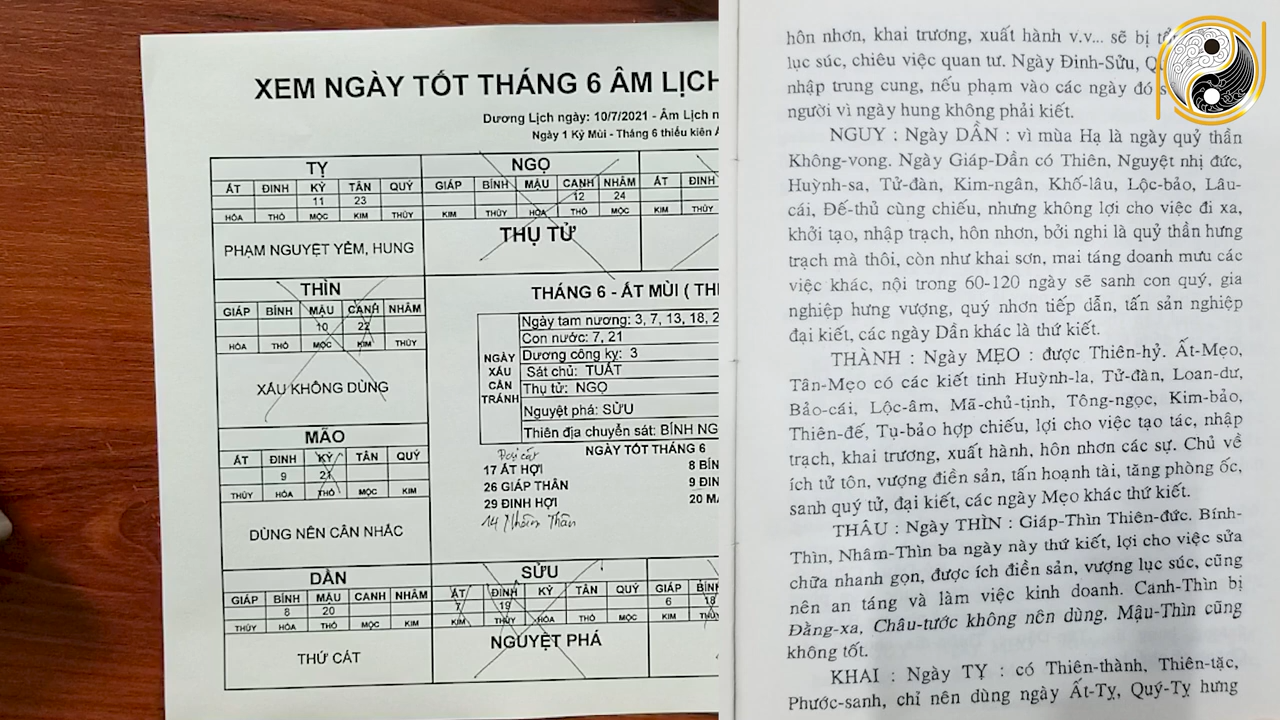 XEM NGÀY TỐT THÁNG 6 ÂM LỊCH
Dương Lịch ngày: 10/7/2021 - Âm Lịch
Ngày 1 Kỷ Mùi - Tháng 6 thiếu kiên
TỴ
ẤT ĐINH KỶ TÂN QUÝ
11 23
HỎA THỔ MỘC KIM THỦY
PHẠM NGUYỆT YẾM, HUNG
NGỌ
GIÁP BÍNH MẬU CANH NHÂM
12 24
KIM THỦY HỎA THỔ MỘC
THỤ TỬ
ẤT ĐINH
KIM
THÌN
GIÁP BÍNH MẬU CANH NHÂM
10 22
HỎA THỔ MỘC KIM THỦY
XẤU KHÔNG DÙNG
MÃO
ẤT ĐINH KỶ TÂN QUÝ
9 21
THỦY HỎA THỔ MỘC KIM
DÙNG NÊN CÂN NHẮC
THÁNG 6 - ẤT MÙI
NGÀY XẤU CẦN TRÁNH
Ngày tam nương: 3, 7, 13, 18, 2
Con nước: 7, 21
Dương công kỵ: 3
Sát chủ: TUẤT
Thụ tử: NGỌ
Nguyệt phá: SỬU
Thiên địa chuyển sát: BÍNH
NGÀY TỐT THÁNG 6
Đại cát
17 ẤT HỢI
26 GIÁP THÂN
29 ĐINH HỢI
14 Nhâm Thân
8
9
20
DẦN
GIÁP BÍNH MẬU CANH NHÂM
8 20
THỦY HỎA THỔ MỘC KIM
THỨ CÁT
SỬU
ẤT ĐINH KỶ TÂN QUÝ
7 19
KIM THỦY HỎA THỔ MỘC
NGUYỆT PHÁ
GIÁP
6 18
KIM
hôn nhơn, khai trương, xuất hành v.v... sẽ bị
lục súc, chiêu việc quan tư. Ngày Đinh-Sửu,
nhập trung cung, nếu phạm vào các ngày đó
người vì ngày hung không phải kiết.
NGUY : Ngày DẦN : vì mùa Hạ là ngày quỷ thần
Không-vong. Ngày Giáp-Dần có Thiên, Nguyệt nhị đức,
Huỳnh-sa, Tử-đàn, Kim-ngân, Khố-lâu, Lộc-bảo, Lâu-
cái, Đế-thủ cùng chiếu, nhưng không lợi cho việc đi xa,
khởi tạo, nhập trạch, hôn nhơn, bởi nghi là quỷ thần hưng
trạch mà thôi, còn như khai sơn, mai táng doanh mưu các
việc khác, nội trong 60-120 ngày sẽ sanh con quý, gia
nghiệp hưng vượng, quý nhơn tiếp dẫn, tấn sản nghiệp
đại kiết, các ngày Dần khác là thứ kiết.
THÀNH : Ngày MẸO : được Thiên-hỷ. Ất-Mẹo,
Tân-Mẹo có các kiết tinh Huỳnh-la, Tử-đàn, Loan-dư,
Bảo-cái, Lộc-âm, Mã-chủ-tịnh, Tông-ngọc, Kim-bảo,
Thiên-đế, Tụ-bảo hợp chiếu, lợi cho việc tạo tác, nhập
trạch, khai trương, xuất hành, hôn nhơn các sự. Chủ về
ích tử tôn, vượng điền sản, tấn hoạnh tài, tăng phòng ốc,
sanh quý tử, đại kiết, các ngày Mẹo khác thứ kiết.
THÂU : Ngày THÌN : Giáp-Thìn Thiên-đức. Bính-
Thìn, Nhâm-Thìn ba ngày này thứ kiết, lợi cho việc sửa
chữa nhanh gọn, được ích điền sản, vượng lục súc, cũng
nên an táng và làm việc kinh doanh. Canh-Thìn bị
Đằng-xa, Châu-tước không nên dùng. Mậu-Thìn cũng
không tốt.
KHAI : Ngày TỴ : có Thiên-thành, Thiên-tặc,
Phước-sanh, chỉ nên dùng ngày Ất-Tỵ, Quý-Tỵ hưng